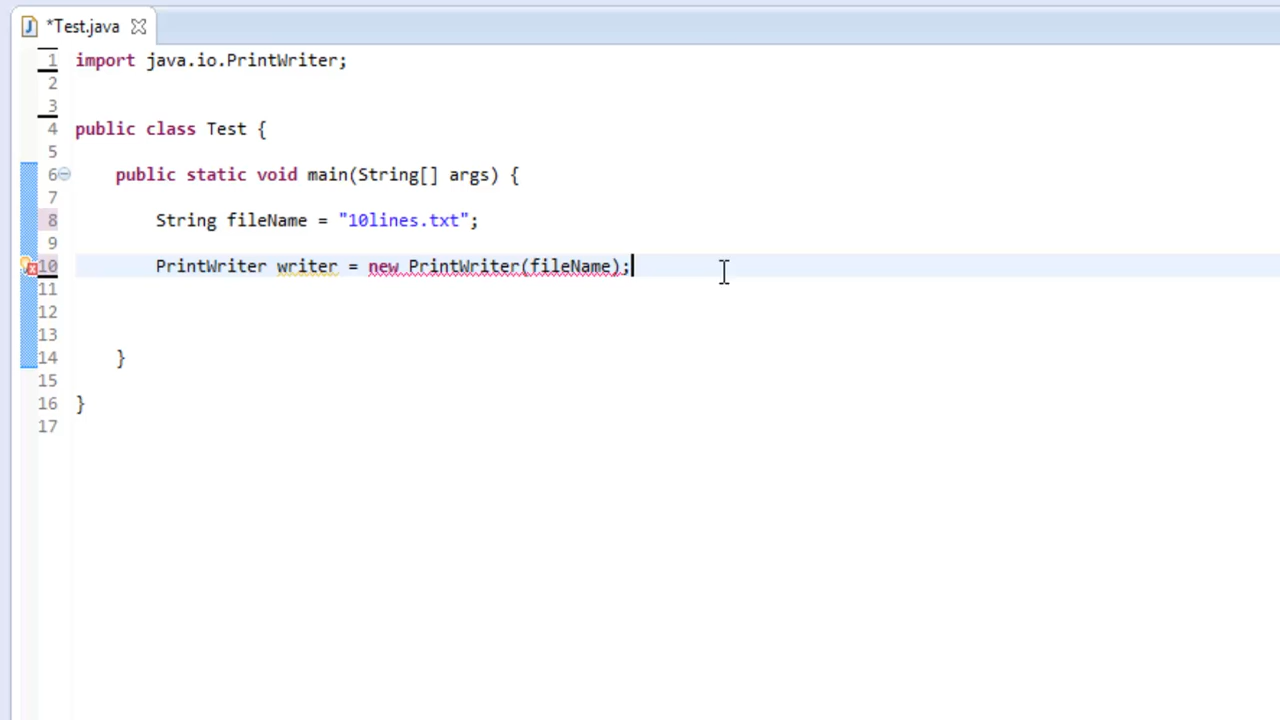 *Test.java
1 import java.io.PrintWriter;
2
3
4 public class Test {
5
6 public static void main(String[] args) {
7
8 String fileName = "10lines.txt";
9
10 PrintWriter writer = new PrintWriter(fileName);
11
12
13
14 }
15
16 }
17